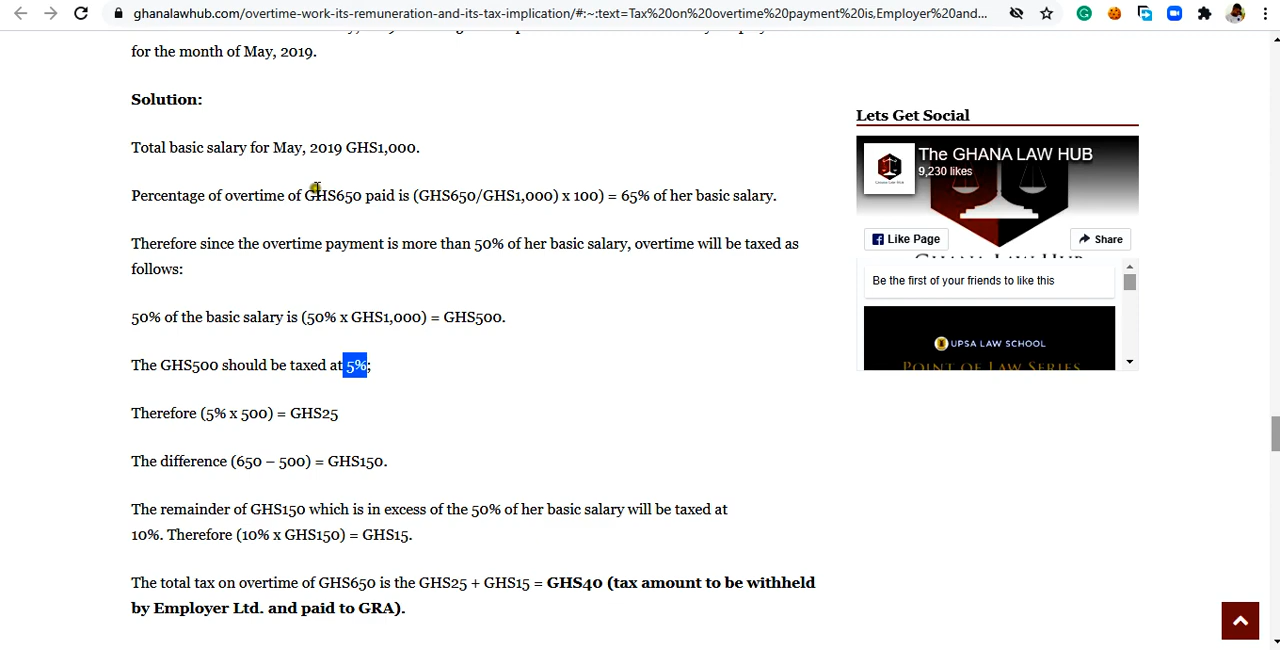 ghanalawhub.com/overtime-work-its-remuneration-and-its-tax-implication/#:~:text=Tax%20on%20overtime%20payment%20is,Employer%20and...
for the month of May, 2019.
Solution:
Total basic salary for May, 2019 GHS1,000.
Percentage of overtime of GHS650 paid is (GHS650/GHS1,000) x 100) = 65% of her basic salary.
Therefore since the overtime payment is more than 50% of her basic salary, overtime will be taxed as
follows:
50% of the basic salary is (50% x GHS1,000) = GHS500.
The GHS500 should be taxed at 5%;
Therefore (5% x 500) = GHS25
The difference (650 – 500) = GHS150.
The remainder of GHS150 which is in excess of the 50% of her basic salary will be taxed at
10%. Therefore (10% x GHS150) = GHS15.
The total tax on overtime of GHS650 is the GHS25 + GHS15 = GHS40 (tax amount to be withheld
by Employer Ltd. and paid to GRA).
Lets Get Social
The GHANA LAW HUB
9,230 likes
Like Page
Share
Be the first of your friends to like this
UPSA LAW SCHOOL
POINT OF LAW SERIES